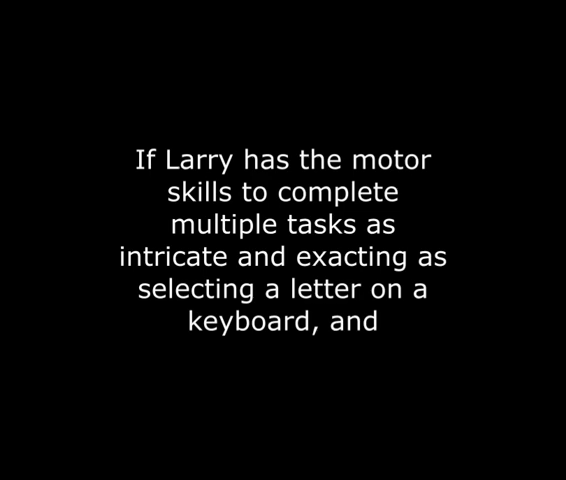 If Larry has the motor
skills to complete
multiple tasks as
intricate and exacting as
selecting a letter on a
keyboard, and